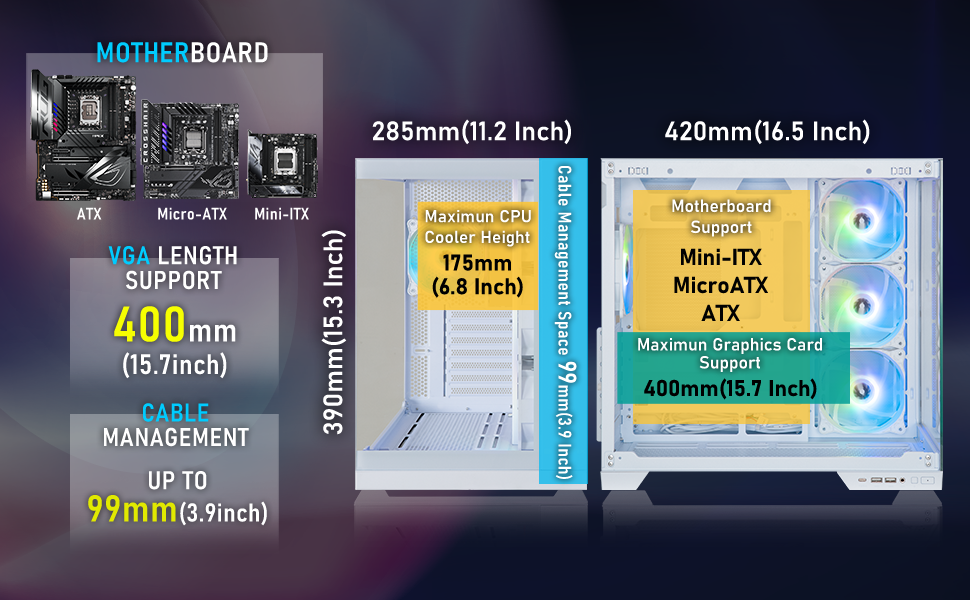 MOTHERBOARD
CROSSHAIR
ATX
Micro-ATX
Mini-ITX
VGA LENGTH
SUPPORT
400mm
(15.7inch)
CABLE
MANAGEMENT
UP TO
99mm(3.9inch)
285mm(11.2 Inch)
390mm(15.3 Inch)
Maximun CPU
Cooler Height
175mm
(6.8 Inch)
Cable Management Space 99mm(3.9 Inch)
420mm(16.5 Inch)
Motherboard
Support
Mini-ITX
MicroATX
ATX
Maximun Graphics Card
Support
400mm(15.7 Inch)